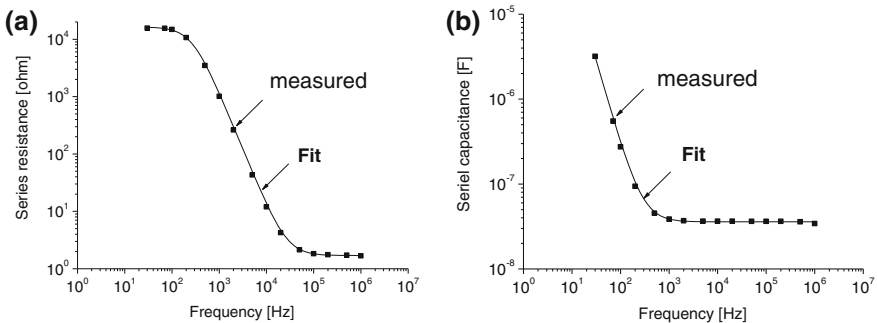 (a)
Series resistance [ohm]
10^4
10^3
10^2
10^1
10^0
measured
Fit
10^0 10^1 10^2 10^3 10^4 10^5 10^6 10^7
Frequency [Hz]
(b)
Seriel capacitance [F]
10^-5
10^-6
10^-7
10^-8
measured
Fit
10^0 10^1 10^2 10^3 10^4 10^5 10^6 10^7
Frequency [Hz]